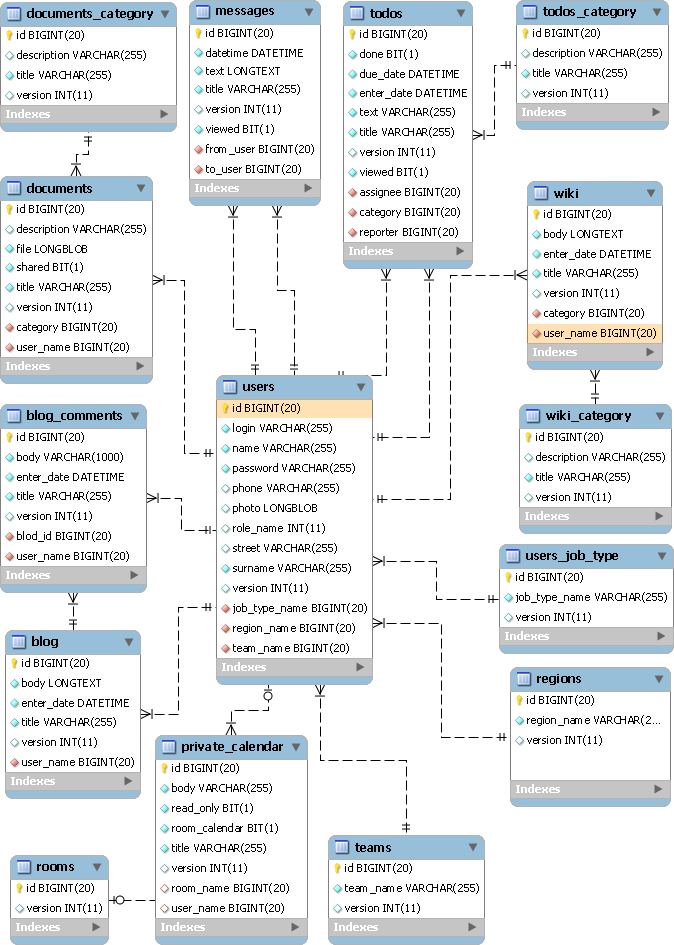 documents_category
id BIGINT(20)
description VARCHAR(255)
title VARCHAR(255)
version INT(11)
Indexes
messages
id BIGINT(20)
datetime DATETIME
text LONGTEXT
title VARCHAR(255)
version INT(11)
viewed BIT(1)
from_user BIGINT(20)
to_user BIGINT(20)
Indexes
todos
id BIGINT(20)
done BIT(1)
due_date DATETIME
enter_date DATETIME
text VARCHAR(255)
title VARCHAR(255)
version INT(11)
viewed BIT(1)
assignee BIGINT(20)
category BIGINT(20)
reporter BIGINT(20)
Indexes
todos_category
id BIGINT(20)
description VARCHAR(255)
title VARCHAR(255)
version INT(11)
Indexes
documents
id BIGINT(20)
description VARCHAR(255)
file LONGBLOB
shared BIT(1)
title VARCHAR(255)
version INT(11)
category BIGINT(20)
user_name BIGINT(20)
Indexes
wiki
id BIGINT(20)
body LONGTEXT
enter_date DATETIME
title VARCHAR(255)
version INT(11)
category BIGINT(20)
user_name BIGINT(20)
Indexes
users
id BIGINT(20)
login VARCHAR(255)
name VARCHAR(255)
password VARCHAR(255)
phone VARCHAR(255)
photo LONGBLOB
role_name INT(11)
street VARCHAR(255)
surname VARCHAR(255)
version INT(11)
job_type_name BIGINT(20)
region_name BIGINT(20)
team_name BIGINT(20)
Indexes
blog_comments
id BIGINT(20)
body VARCHAR(1000)
enter_date DATETIME
title VARCHAR(255)
version INT(11)
blod_id BIGINT(20)
user_name BIGINT(20)
Indexes
wiki_category
id BIGINT(20)
description VARCHAR(255)
title VARCHAR(255)
version INT(11)
Indexes
users_job_type
id BIGINT(20)
job_type_name VARCHAR(255)
version INT(11)
Indexes
blog
id BIGINT(20)
body LONGTEXT
enter_date DATETIME
title VARCHAR(255)
version INT(11)
user_name BIGINT(20)
Indexes
regions
id BIGINT(20)
region_name VARCHAR(2...
version INT(11)
Indexes
private_calendar
id BIGINT(20)
body VARCHAR(255)
read_only BIT(1)
room_calendar BIT(1)
title VARCHAR(255)
version INT(11)
room_name BIGINT(20)
user_name BIGINT(20)
Indexes
teams
id BIGINT(20)
team_name VARCHAR(255)
version INT(11)
Indexes
rooms
id BIGINT(20)
version INT(11)
Indexes